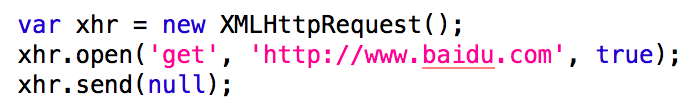 var xhr = new XMLHttpRequest();
xhr.open('get', 'http://www.baidu.com', true);
xhr.send(null);